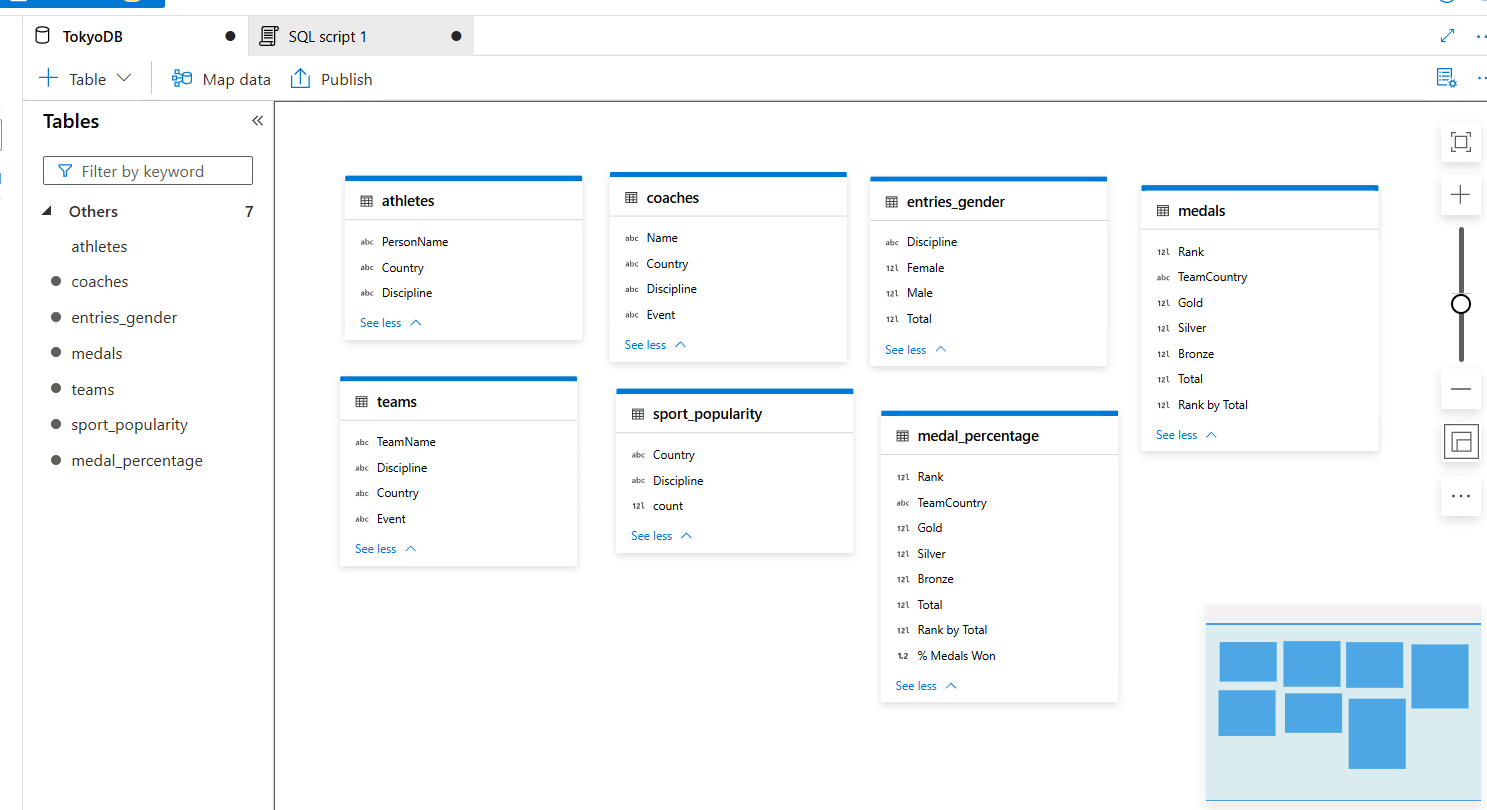 TokyoDB
SQL script 1
Table
Map data
Publish
Tables
Filter by keyword
Others 7
athletes
coaches
entries_gender
medals
teams
sport_popularity
medal_percentage
athletes
abc PersonName
abc Country
abc Discipline
See less
coaches
abc Name
abc Country
abc Discipline
abc Event
See less
entries_gender
abc Discipline
12l Female
12l Male
12l Total
See less
medals
12l Rank
abc TeamCountry
12l Gold
12l Silver
12l Bronze
12l Total
12l Rank by Total
See less
teams
abc TeamName
abc Discipline
abc Country
abc Event
See less
sport_popularity
abc Country
abc Discipline
12l count
See less
medal_percentage
12l Rank
abc TeamCountry
12l Gold
12l Silver
12l Bronze
12l Total
12l Rank by Total
1.2 % Medals Won
See less